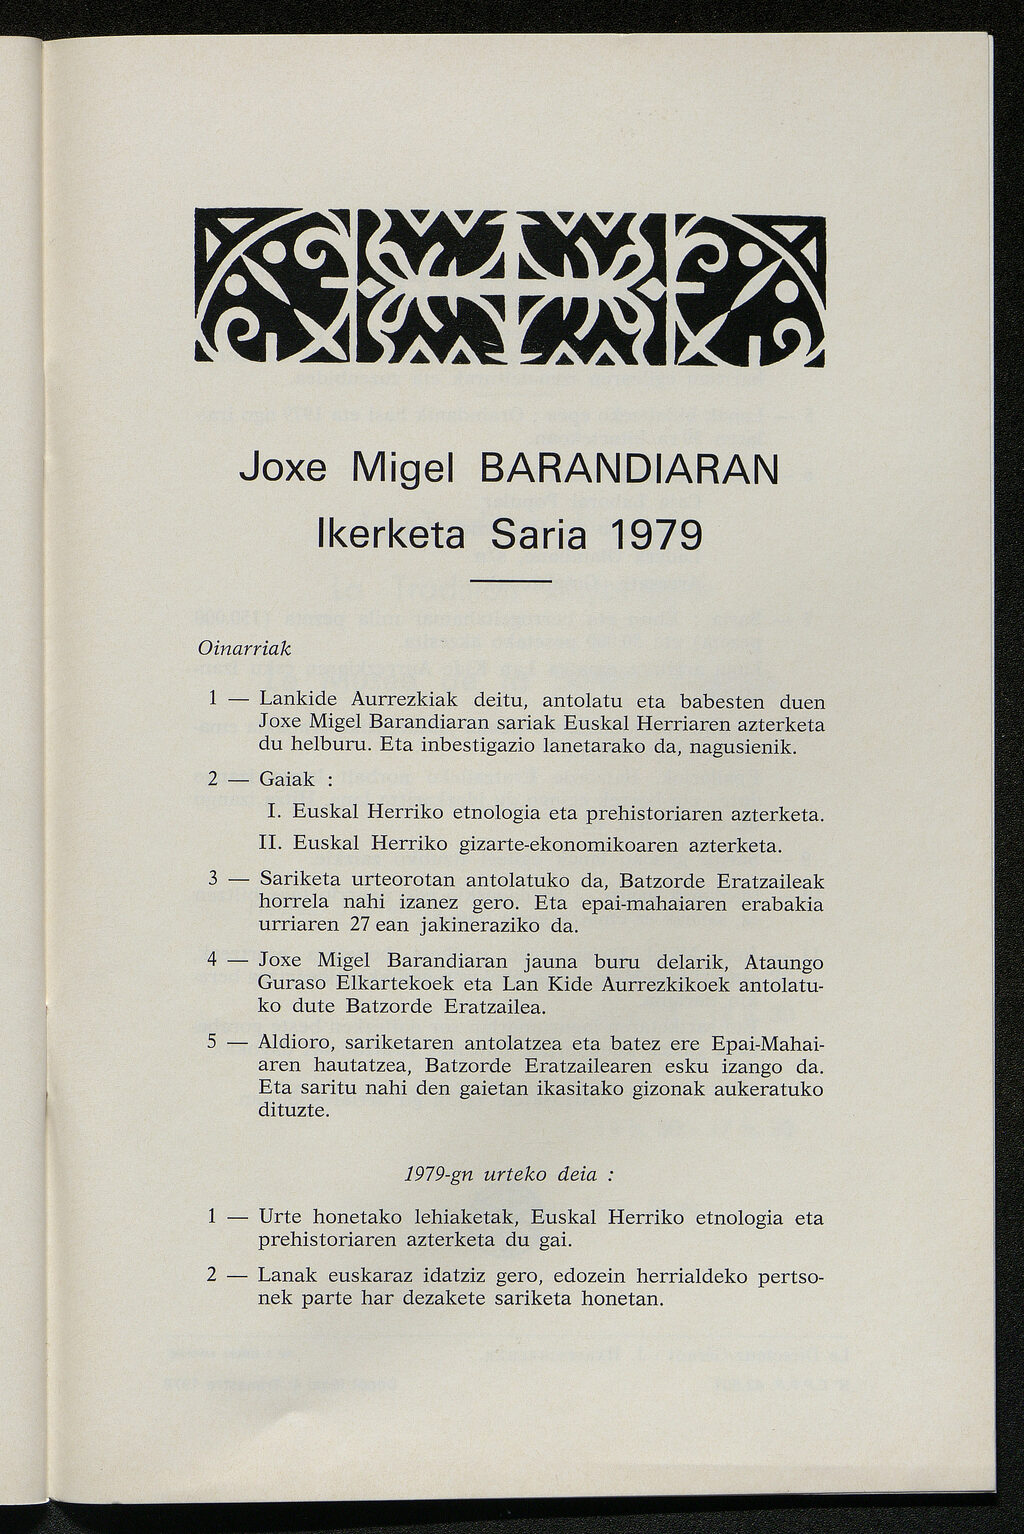 Joxe Migel BARANDIARAN
Ikerketa Saria 1979
Oinarriak
1 — Lankide Aurrezkiak deitu, antolatu eta babesten duen
Joxe Migel Barandiaran sariak Euskal Herriaren azterketa
du helburu. Eta inbestigazio lanetarako da, nagusienik.
2 — Gaiak :
I. Euskal Herriko etnologia eta prehistoriaren azterketa.
II. Euskal Herriko gizarte-ekonomikoaren azterketa.
3 — Sariketa urteorotan antolatuko da, Batzorde Eratzaileak
horrela nahi izanez gero. Eta epai-mahaiaren erabakia
urriaren 27 ean jakineraziko da.
4 — Joxe Migel Barandiaran jauna buru delarik, Ataungo
Guraso Elkartekoek eta Lan Kide Aurrezkikoek antolatu-
ko dute Batzorde Eratzailea.
5 — Aldioro, sariketaren antolatzea eta batez ere Epai-Mahai-
aren hautatzea, Batzorde Eratzailearen esku izango da.
Eta saritu nahi den gaietan ikasitako gizonak aukeratuko
dituzte.
1979-gn urteko deia :
1 — Urte honetako lehiaketak, Euskal Herriko etnologia eta
prehistoriaren azterketa du gai.
2 — Lanak euskaraz idatziz gero, edozein herrialdeko pertso-
nek parte har dezakete sariketa honetan.